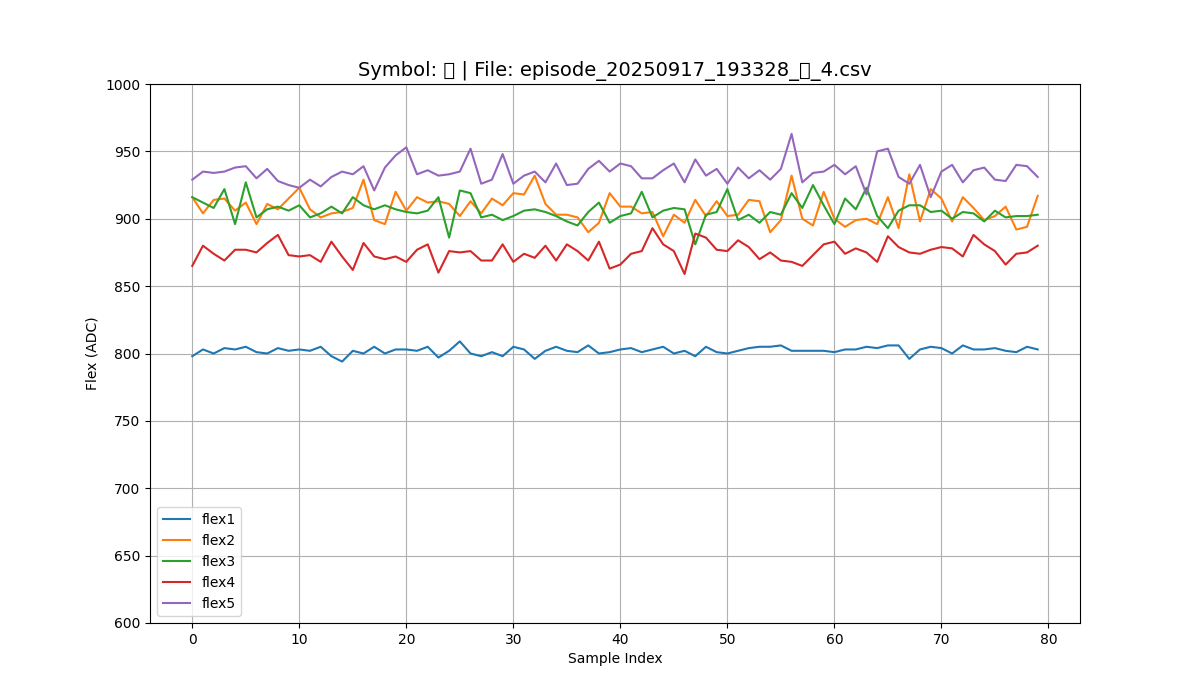 Symbol: | File: episode_20250917_193328_ _4.csv
1000
950
900
850
800
750
700
650
600
Flex (ADC)
flex1
flex2
flex3
flex4
flex5
0 10 20 30 40 50 60 70 80
Sample Index